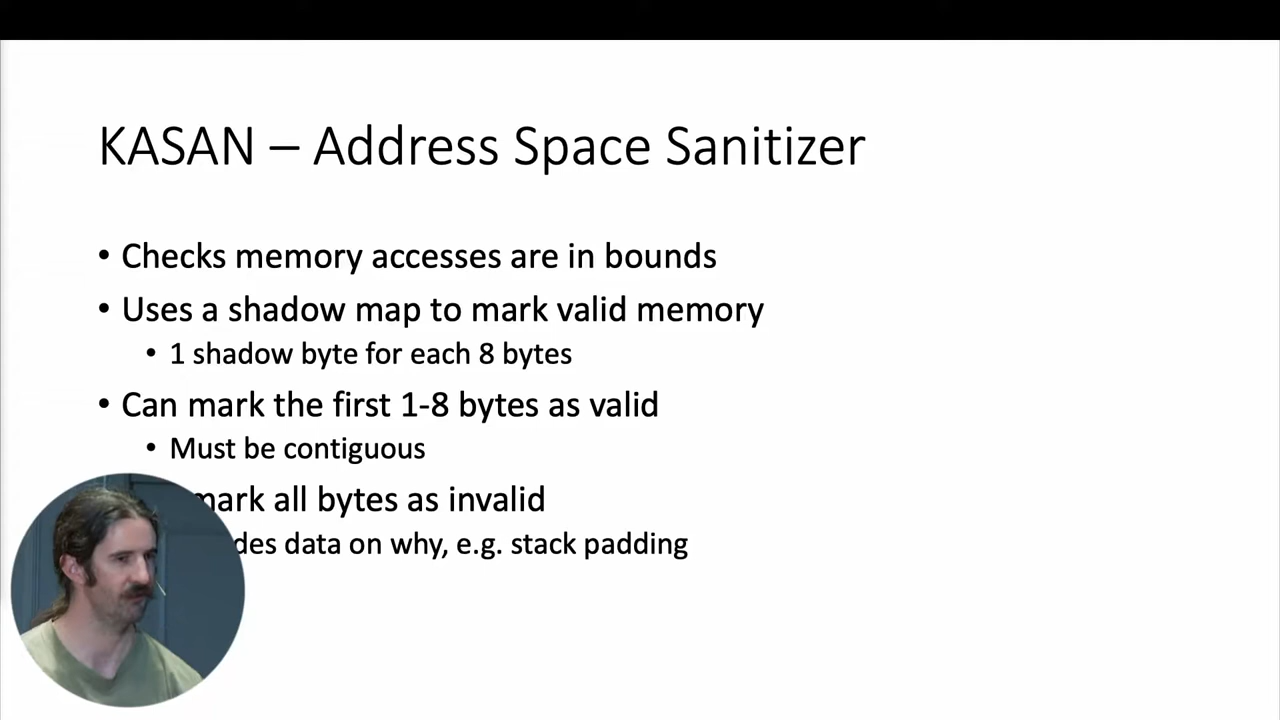 KASAN – Address Space Sanitizer
• Checks memory accesses are in bounds
• Uses a shadow map to mark valid memory
• 1 shadow byte for each 8 bytes
• Can mark the first 1-8 bytes as valid
• Must be contiguous
mark all bytes as invalid
data on why, e.g. stack padding